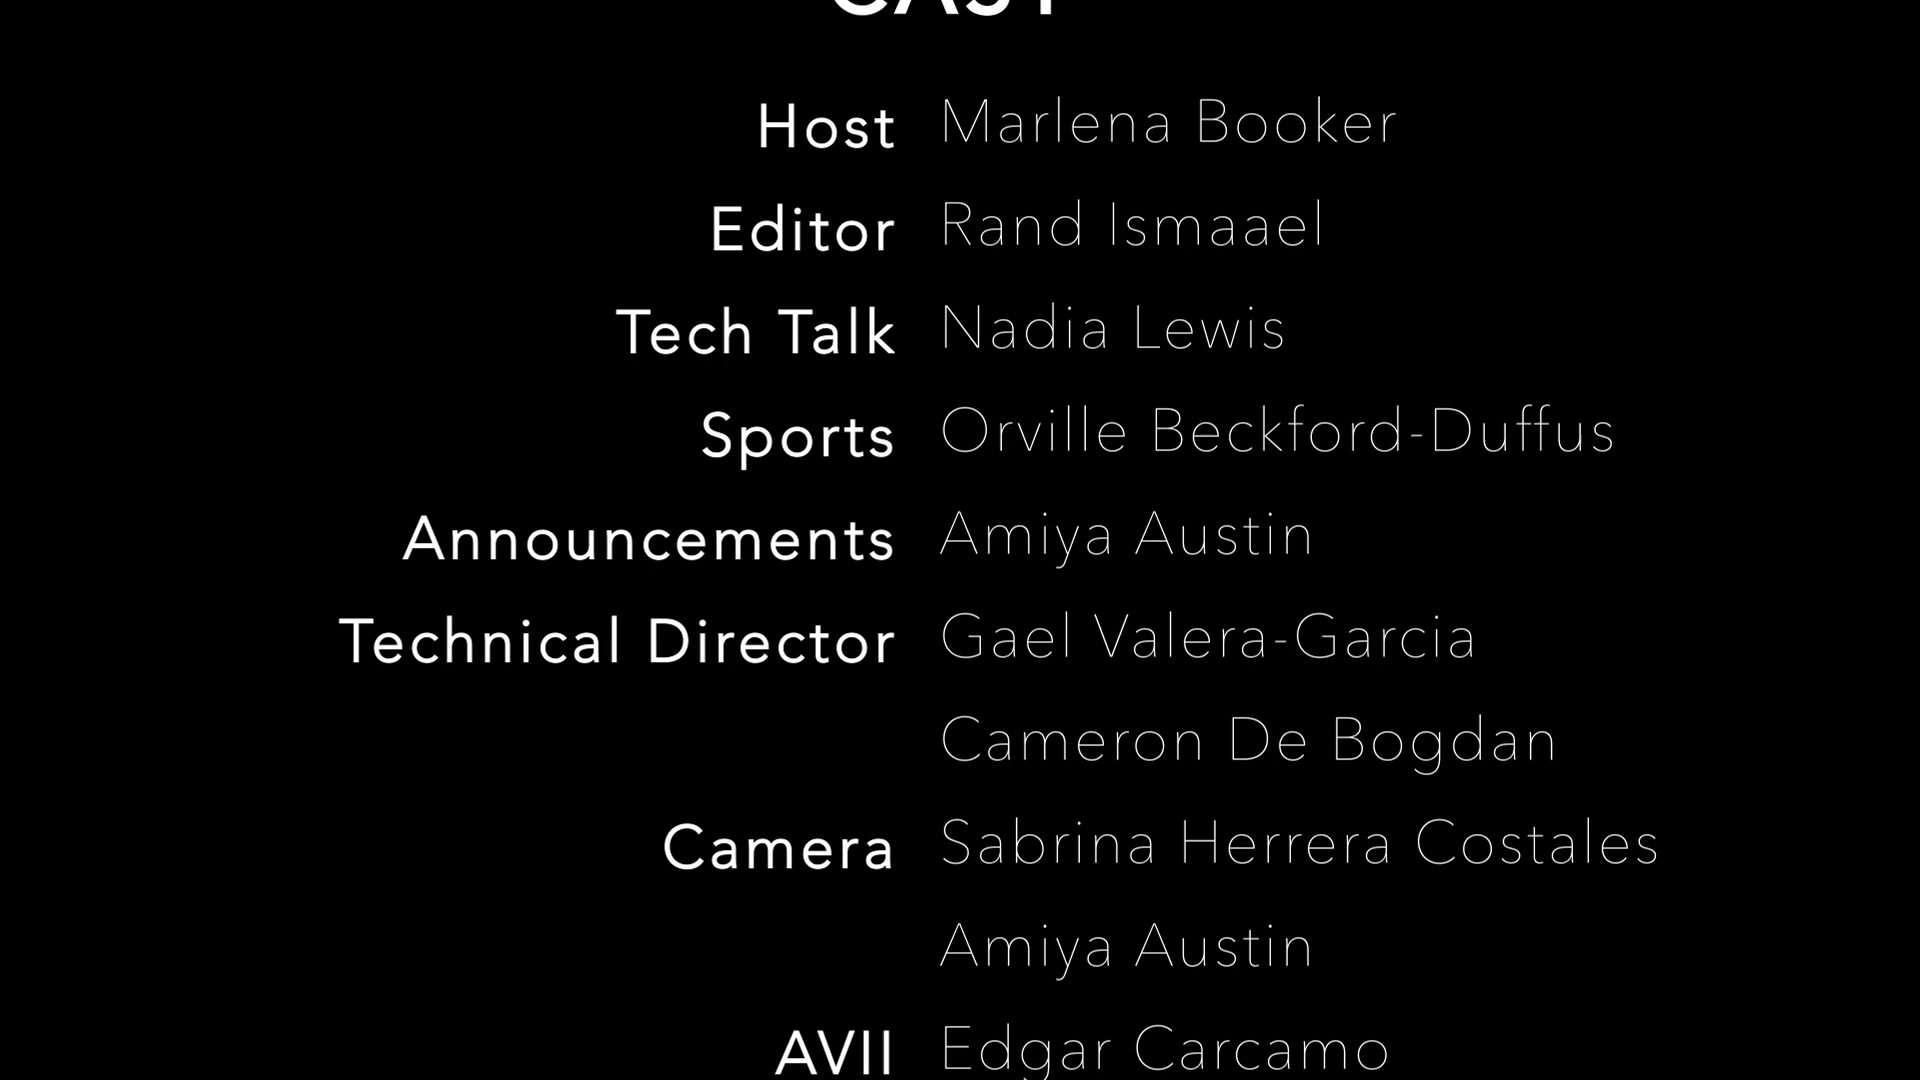 CAST
Host Marlena Booker
Editor Rand Ismaael
Tech Talk Nadia Lewis
Sports Orville Beckford-Duffus
Announcements Amiya Austin
Technical Director Gael Valera-Garcia
Cameron De Bogdan
Camera Sabrina Herrera Costales
Amiya Austin
AVII Edgar Carcamo